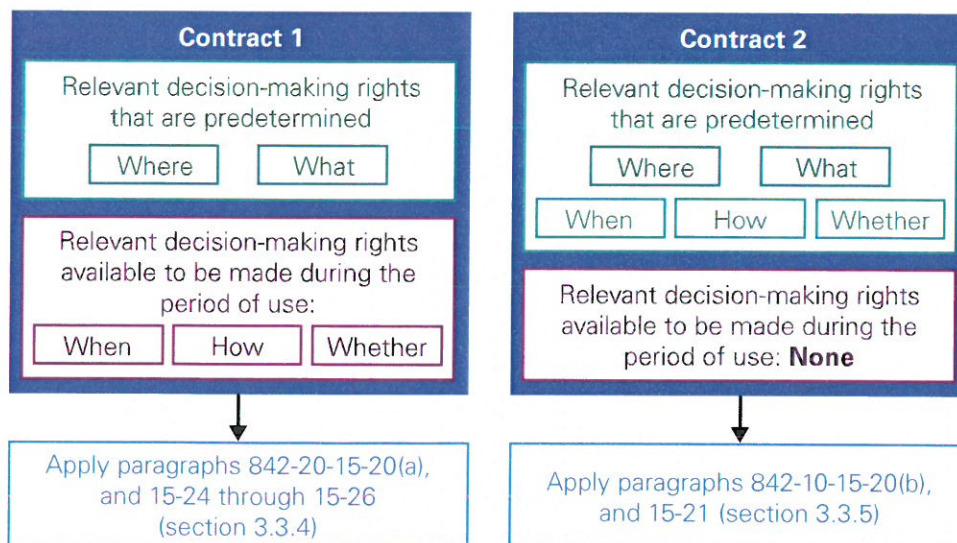 Contract 1
Relevant decision-making rights
that are predetermined
Where What
Relevant decision-making rights
available to be made during the
period of use:
When How Whether
Apply paragraphs 842-20-15-20(a),
and 15-24 through 15-26
(section 3.3.4)
Contract 2
Relevant decision-making rights
that are predetermined
Where What
When How Whether
Relevant decision-making rights
available to be made during the
period of use: None
Apply paragraphs 842-10-15-20(b),
and 15-21 (section 3.3.5)